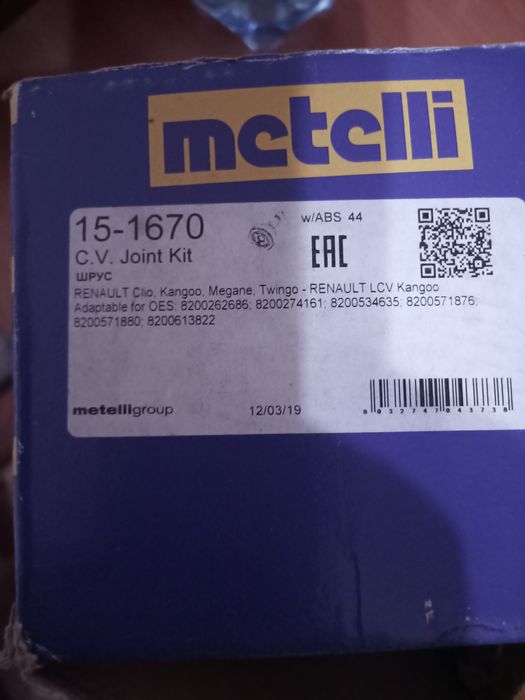 metelli
15-1670
w/ABS 44
C.V. Joint Kit
EAC
ШРУС
RENAULT Clio, Kangoo, Megane, Twingo - RENAULT LCV Kangoo
Adaptable for OES: 8200262686; 8200274161; 8200534635; 8200571876;
8200571880; 8200613822
metelligroup
12/03/19
8032747043738